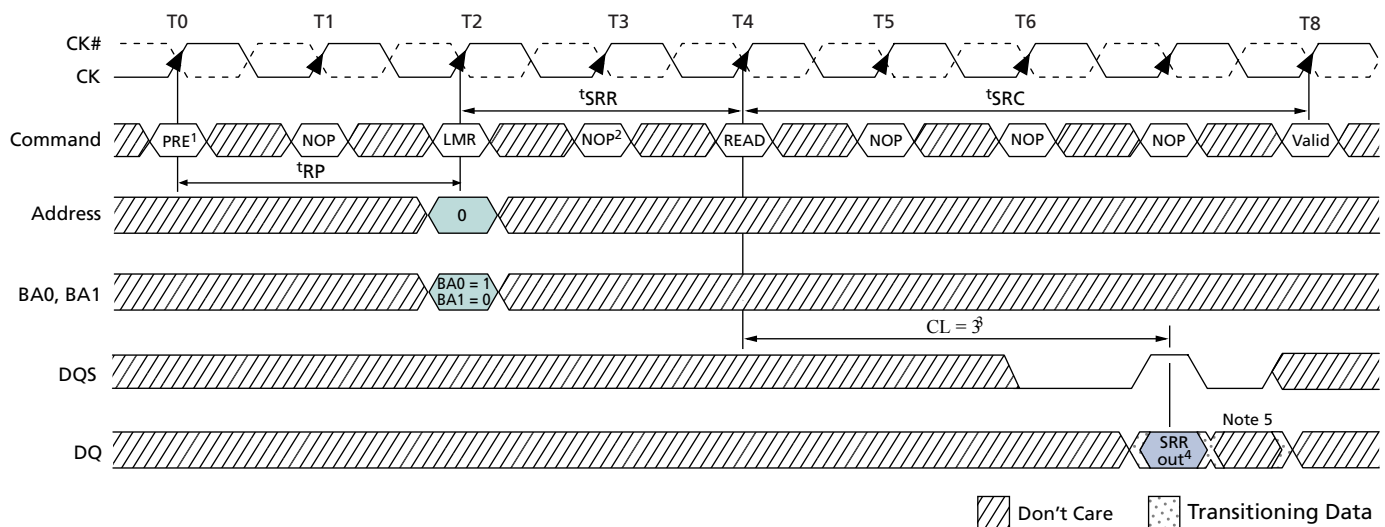 T0 T1 T2 T3 T4 T5 T6 T8
CK#
CK
tSRR tSRC
Command PRE1 NOP LMR NOP2 READ NOP NOP NOP Valid
tRP
Address 0
BA0, BA1 BA0 = 1
BA1 = 0
CL = 33
DQS
Note 5
DQ SRR
out4
Don't Care Transitioning Data